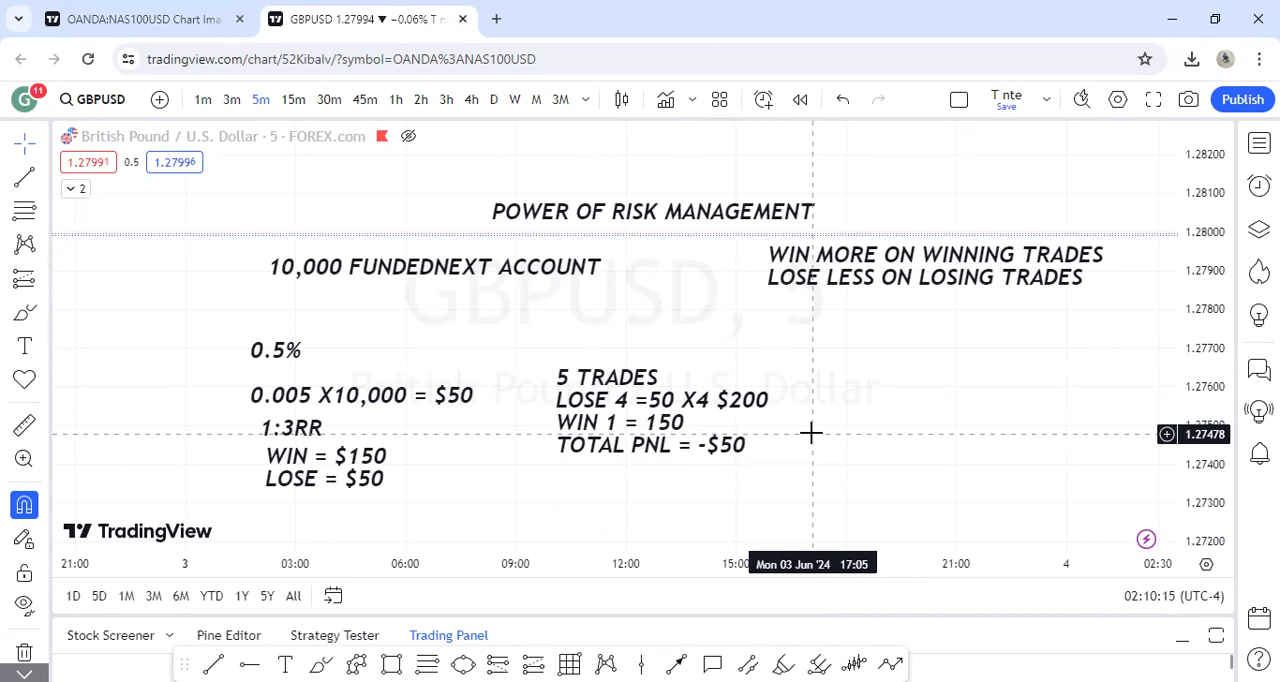 OANDA:NAS100USD Chart Ima
GBPUSD 1.27994 ▼ −0.06% T n
tradingview.com/chart/52Kibalv/?symbol=OANDA%3ANAS100USD
G 11 GBPUSD 1m 3m 5m 15m 30m 45m 1h 2h 3h 4h D W M 3M T nte Save Publish
British Pound / U.S. Dollar · 5 · FOREX.com
1.27991 0.5 1.27996
2
POWER OF RISK MANAGEMENT
10,000 FUNDEDNEXT ACCOUNT
WIN MORE ON WINNING TRADES
LOSE LESS ON LOSING TRADES
GBPUSD, 5
British Pound / U.S. Dollar
0.5%
0.005 X10,000 = $50
1:3RR
WIN = $150
LOSE = $50
5 TRADES
LOSE 4 =50 X4 $200
WIN 1 = 150
TOTAL PNL = -$50
1.28200
1.28100
1.28000
1.27900
1.27800
1.27700
1.27600
1.27478
1.27400
1.27300
1.27200
TradingView
21:00 3 03:00 06:00 09:00 12:00 15:00 Mon 03 Jun '24 17:05 21:00 4 02:30
1D 5D 1M 3M 6M YTD 1Y 5Y All 02:10:15 (UTC-4)
Stock Screener Pine Editor Strategy Tester Trading Panel